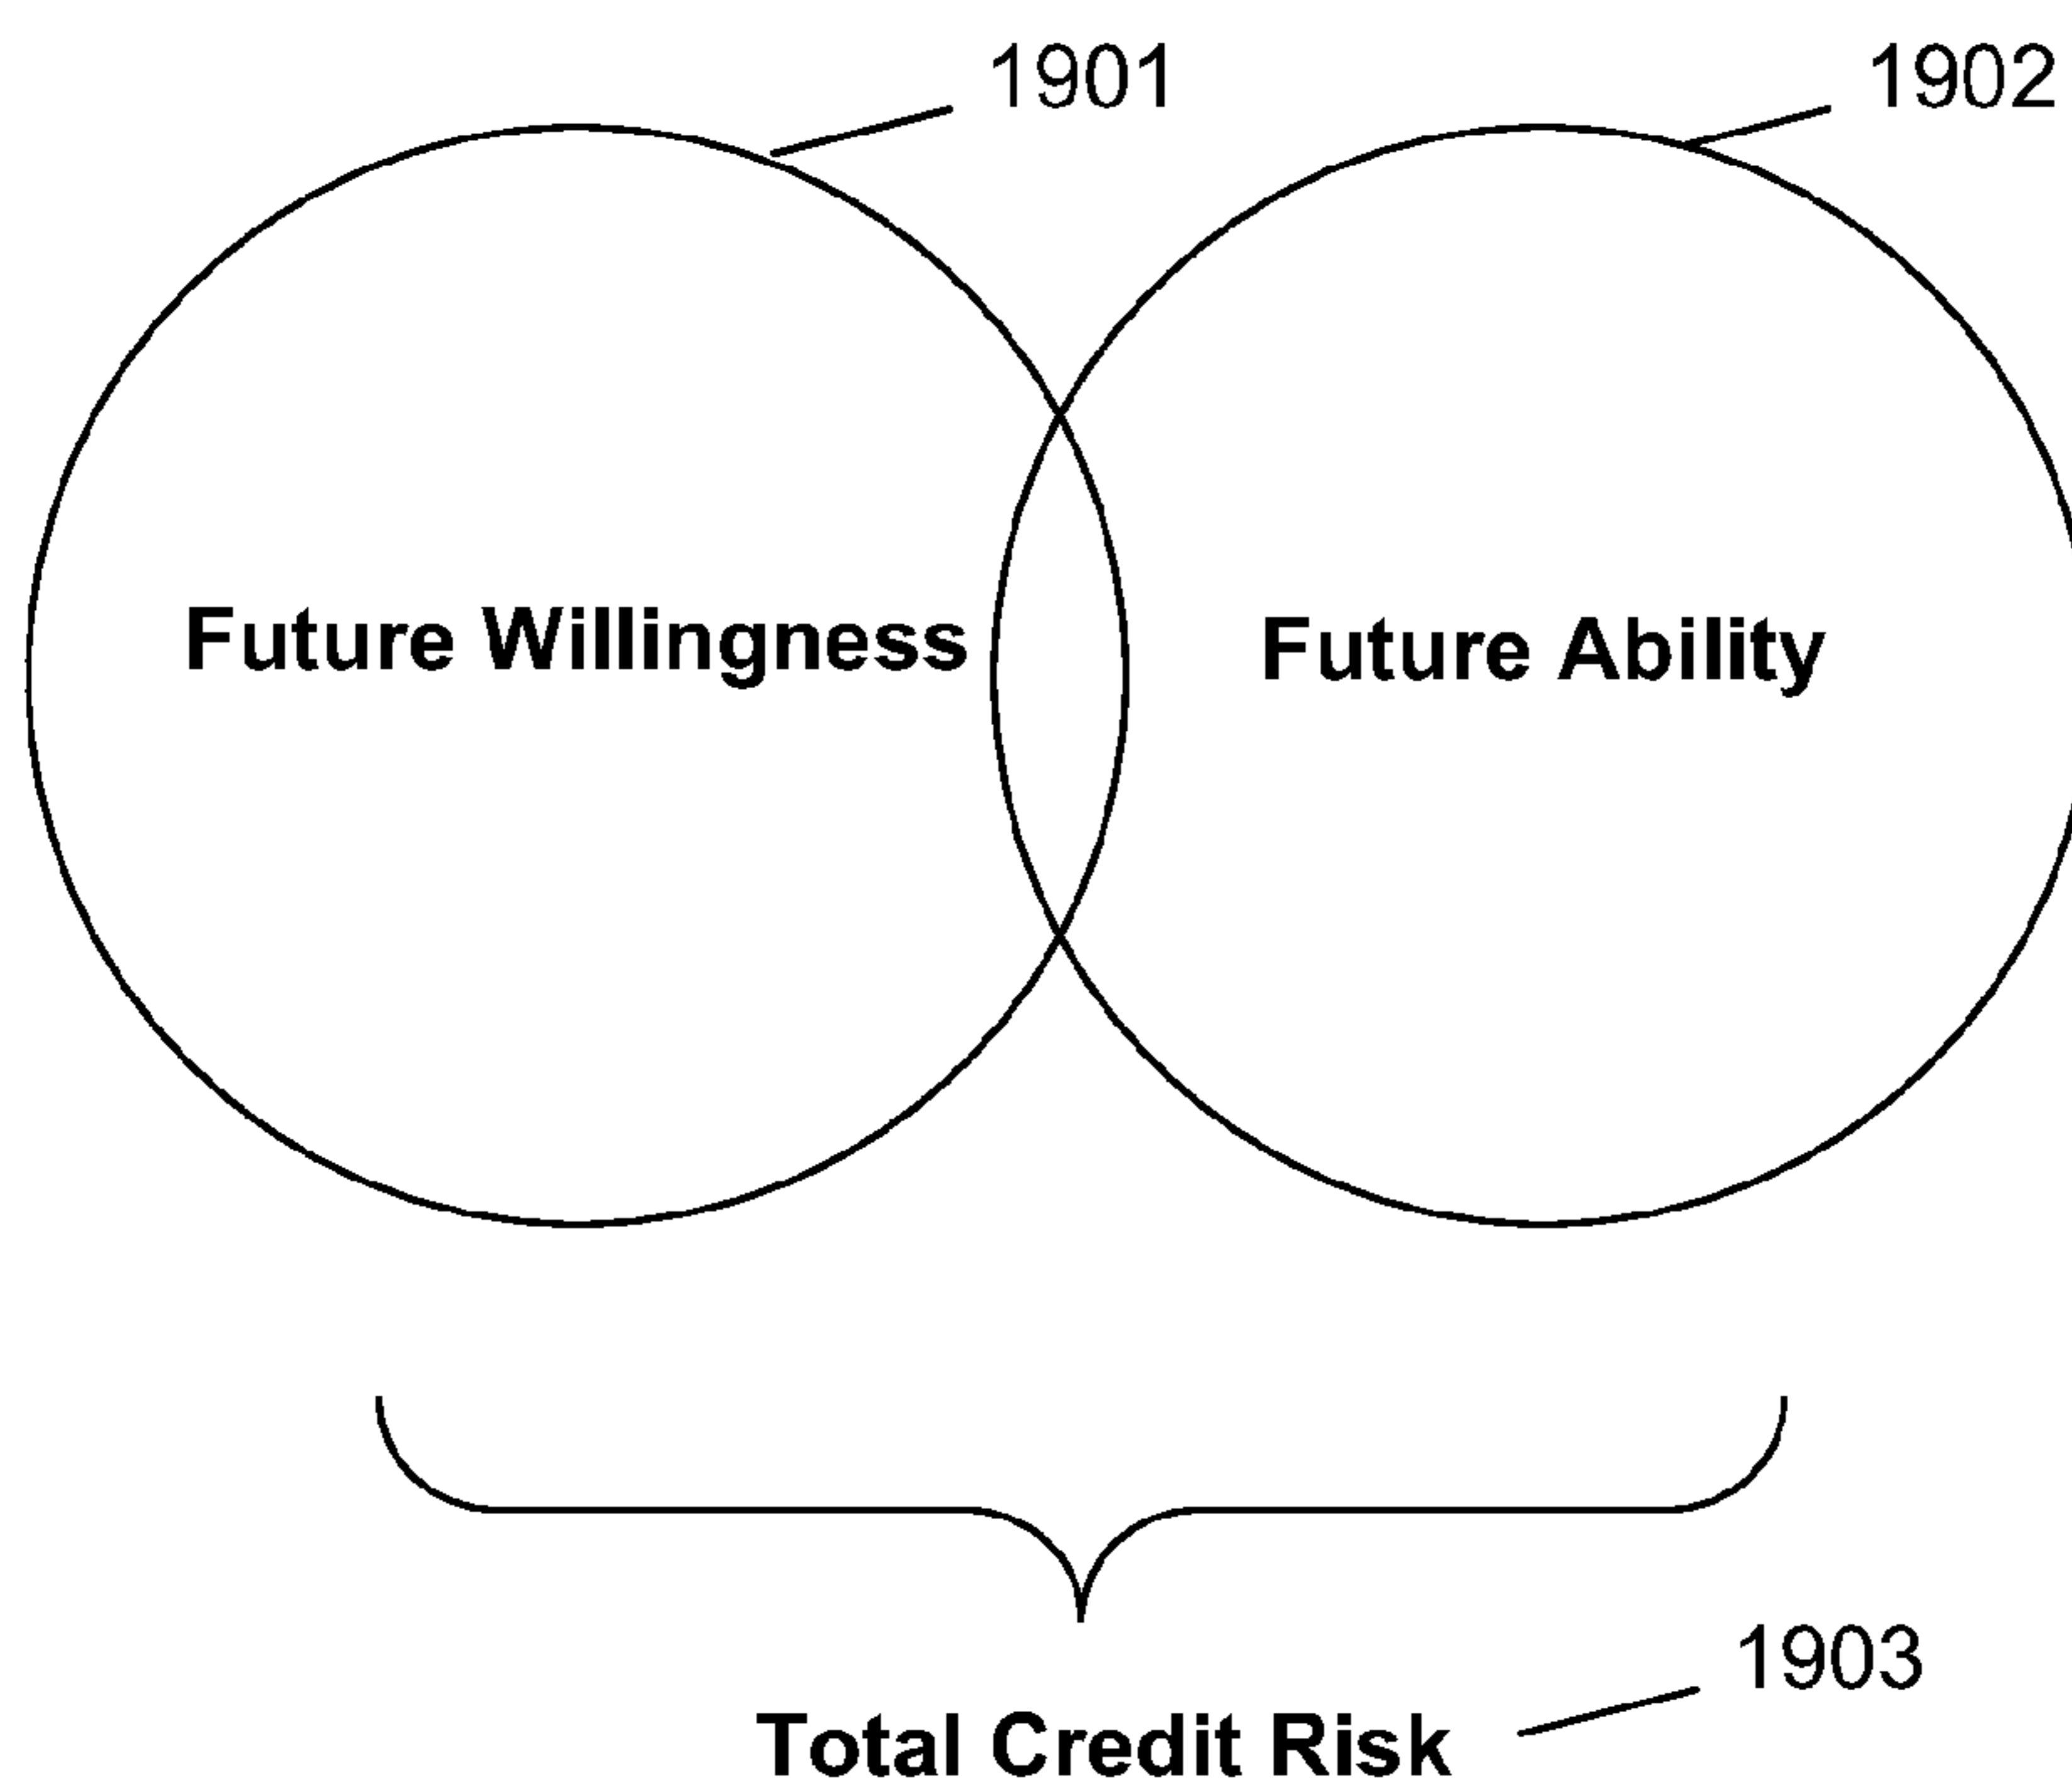 1901
1902
Future Willingness
Future Ability
1903
Total Credit Risk